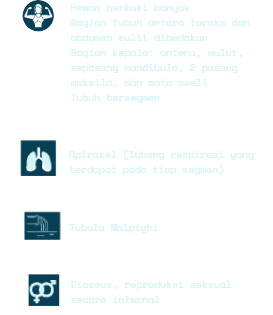 Hewan berkaki banyak
Bagian tubuh antara toraks dan
abdomen sulit dibedakan
Bagian kepala: antena, mulut,
sepasang mandibula, 2 pasang
maksila, dan mata oseli
Tubuh bersegmen
Spirakel (lubang respirasi yang
terdapat pada tiap segmen)
Tubula Malpighi
Dioseus, reproduksi seksual
secara internal